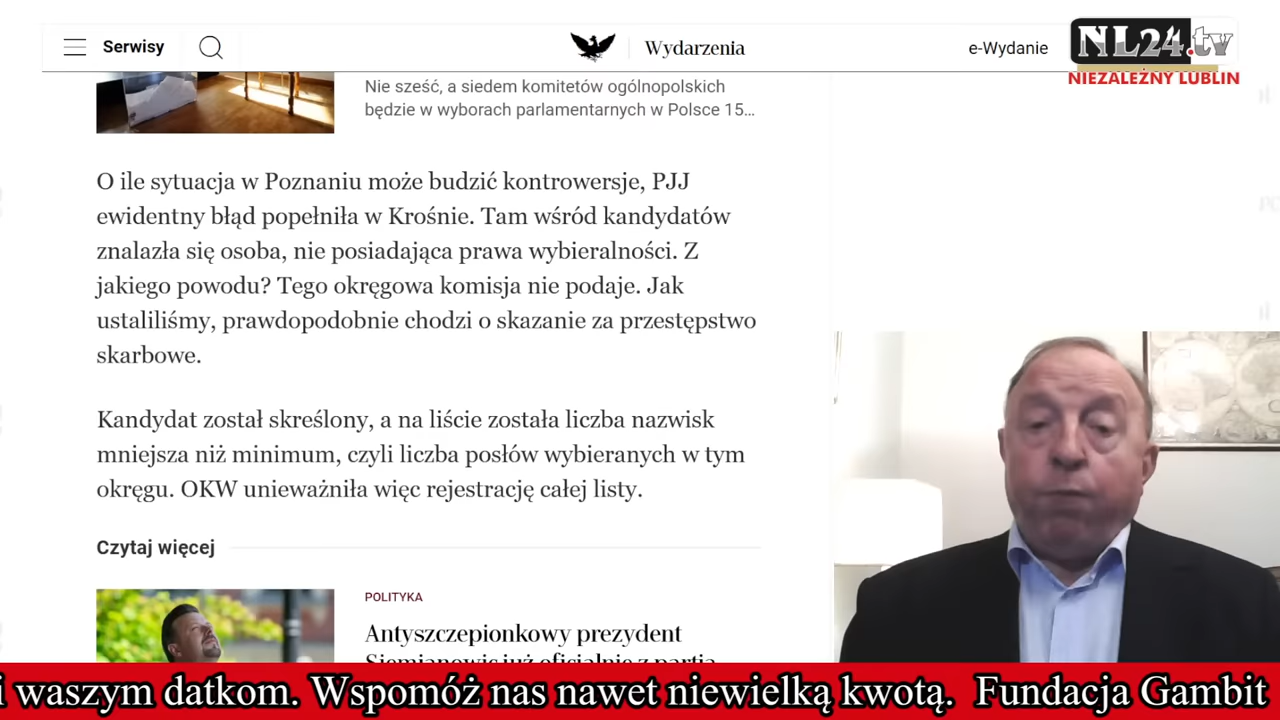 Serwisy
Wydarzenia
e-Wydanie
NL24.tv
NIEZALEŻNY LUBLIN
Nie sześć, a siedem komitetów ogólnopolskich
będzie w wyborach parlamentarnych w Polsce 15...
O ile sytuacja w Poznaniu może budzić kontrowersje, PJJ
ewidentny błąd popełniła w Krośnie. Tam wśród kandydatów
znalazła się osoba, nie posiadająca prawa wybieralności. Z
jakiego powodu? Tego okręgowa komisja nie podaje. Jak
ustaliliśmy, prawdopodobnie chodzi o skazanie za przestępstwo
skarbowe.
Kandydat został skreślony, a na liście została liczba nazwisk
mniejsza niż minimum, czyli liczba posłów wybieranych w tym
okręgu. OKW unieważniła więc rejestrację całej listy.
Czytaj więcej
POLITYKA
Antyszczepionkowy prezydent
Siemianowic już oficjalnie z partią
i waszym datkom. Wspomóż nas nawet niewielką kwotą. Fundacja Gambit